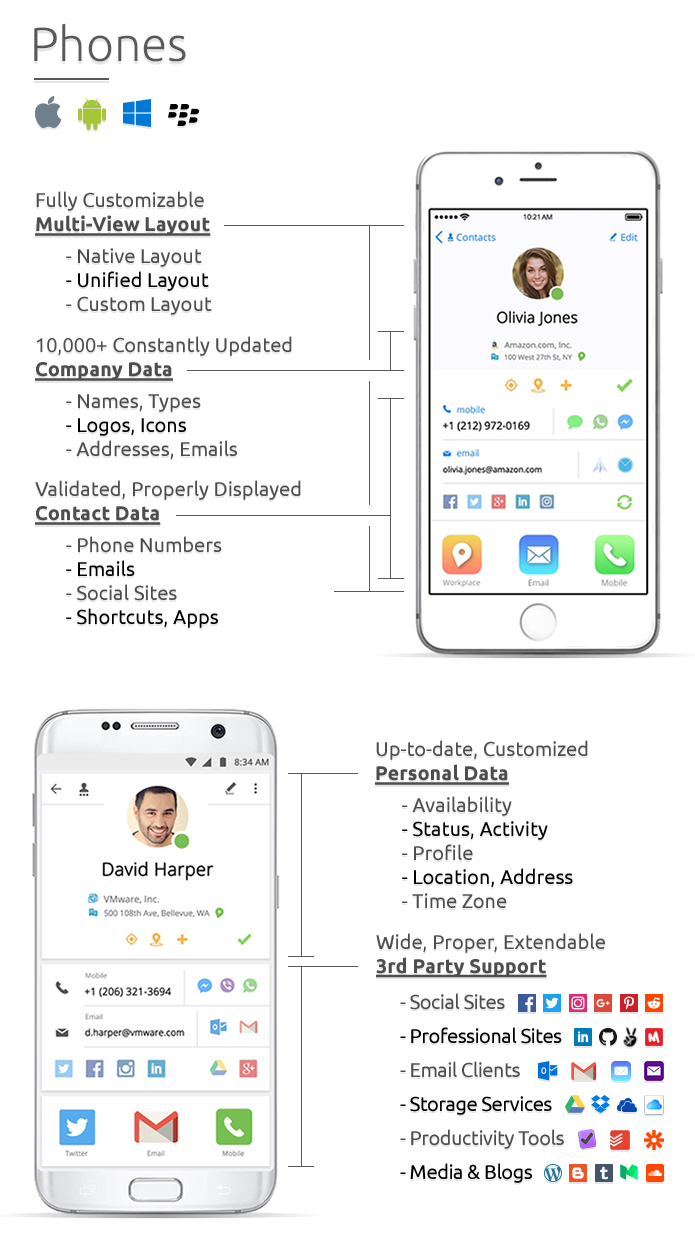 Phones
Fully Customizable
Multi-View Layout
- Native Layout
- Unified Layout
- Custom Layout
10,000+ Constantly Updated
Company Data
- Names, Types
- Logos, Icons
- Addresses, Emails
Validated, Properly Displayed
Contact Data
- Phone Numbers
- Emails
- Social Sites
- Shortcuts, Apps
10:21 AM
Contacts
Edit
Olivia Jones
Amazon.com, Inc.
100 West 27th St, NY
mobile
+1 (212) 972-0169
email
olivia.jones@amazon.com
Workplace
Email
Mobile
8:34 AM
David Harper
VMware, Inc.
500 108th Ave, Bellevue, WA
Mobile
+1 (206) 321-3694
Email
d.harper@vmware.com
Twitter
Email
Mobile
Up-to-date, Customized
Personal Data
- Availability
- Status, Activity
- Profile
- Location, Address
- Time Zone
Wide, Proper, Extendable
3rd Party Support
- Social Sites
- Professional Sites
- Email Clients
- Storage Services
- Productivity Tools
- Media & Blogs